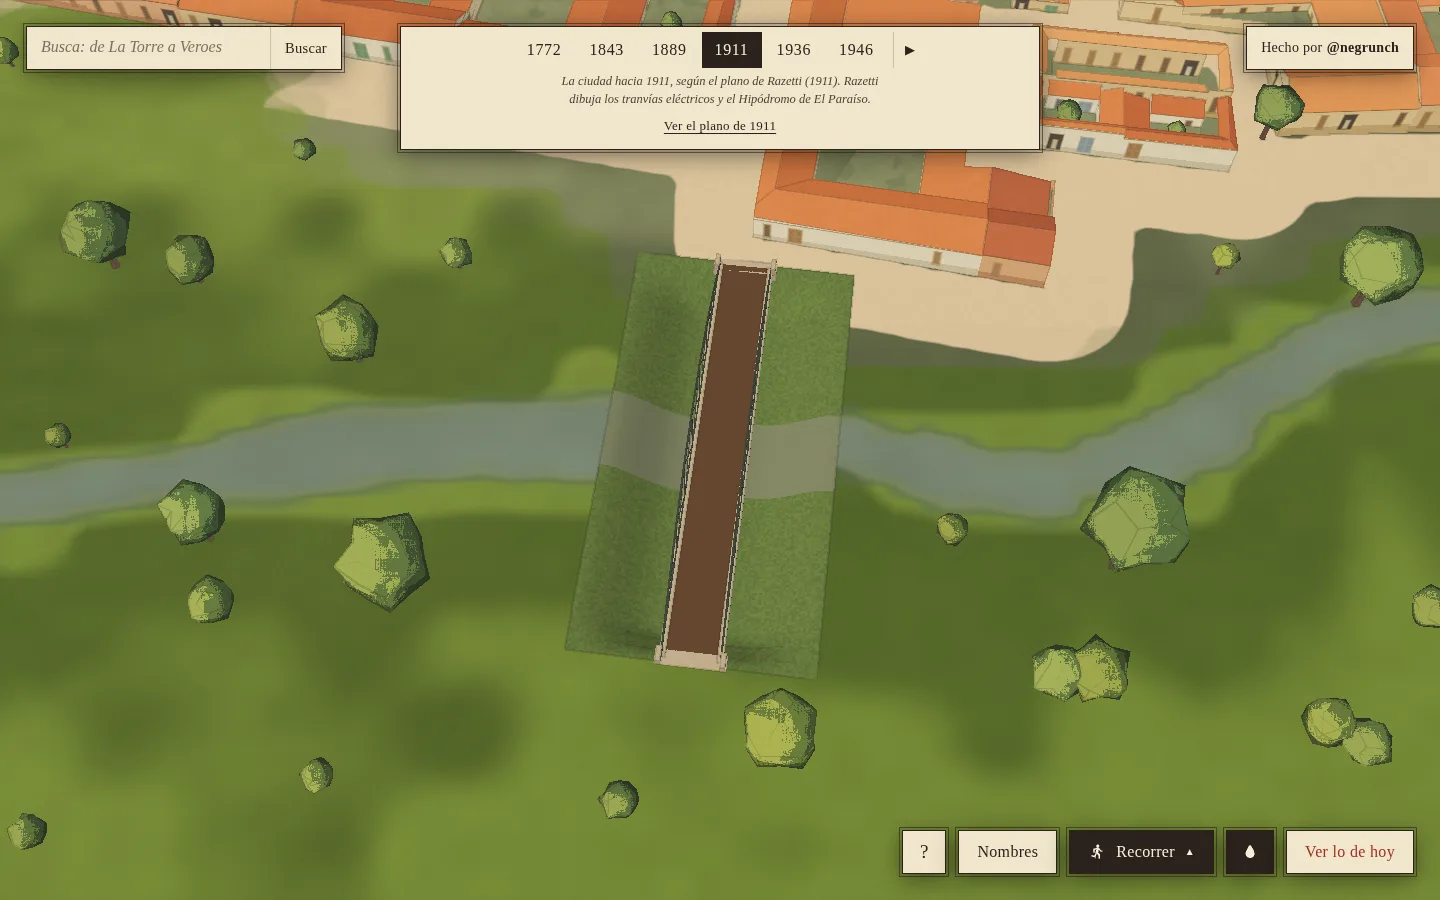 Busca: de La Torre a Veroes
Buscar
1772 1843 1889 1911 1936 1946 ▶
La ciudad hacia 1911, según el plano de Razetti (1911). Razetti
dibuja los tranvías eléctricos y el Hipódromo de El Paraíso.
Ver el plano de 1911
Hecho por @negrunch
?
Nombres
Recorrer ▲
Ver lo de hoy